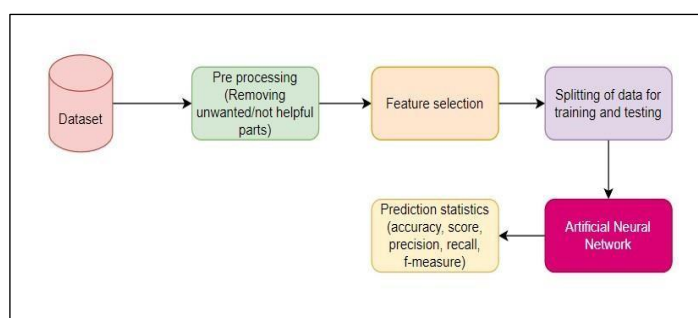 Dataset
Pre processing
(Removing
unwanted/not helpful
parts)
Feature selection
Splitting of data for
training and testing
Artificial Neural
Network
Prediction statistics
(accuracy, score,
precision, recall,
f-measure)